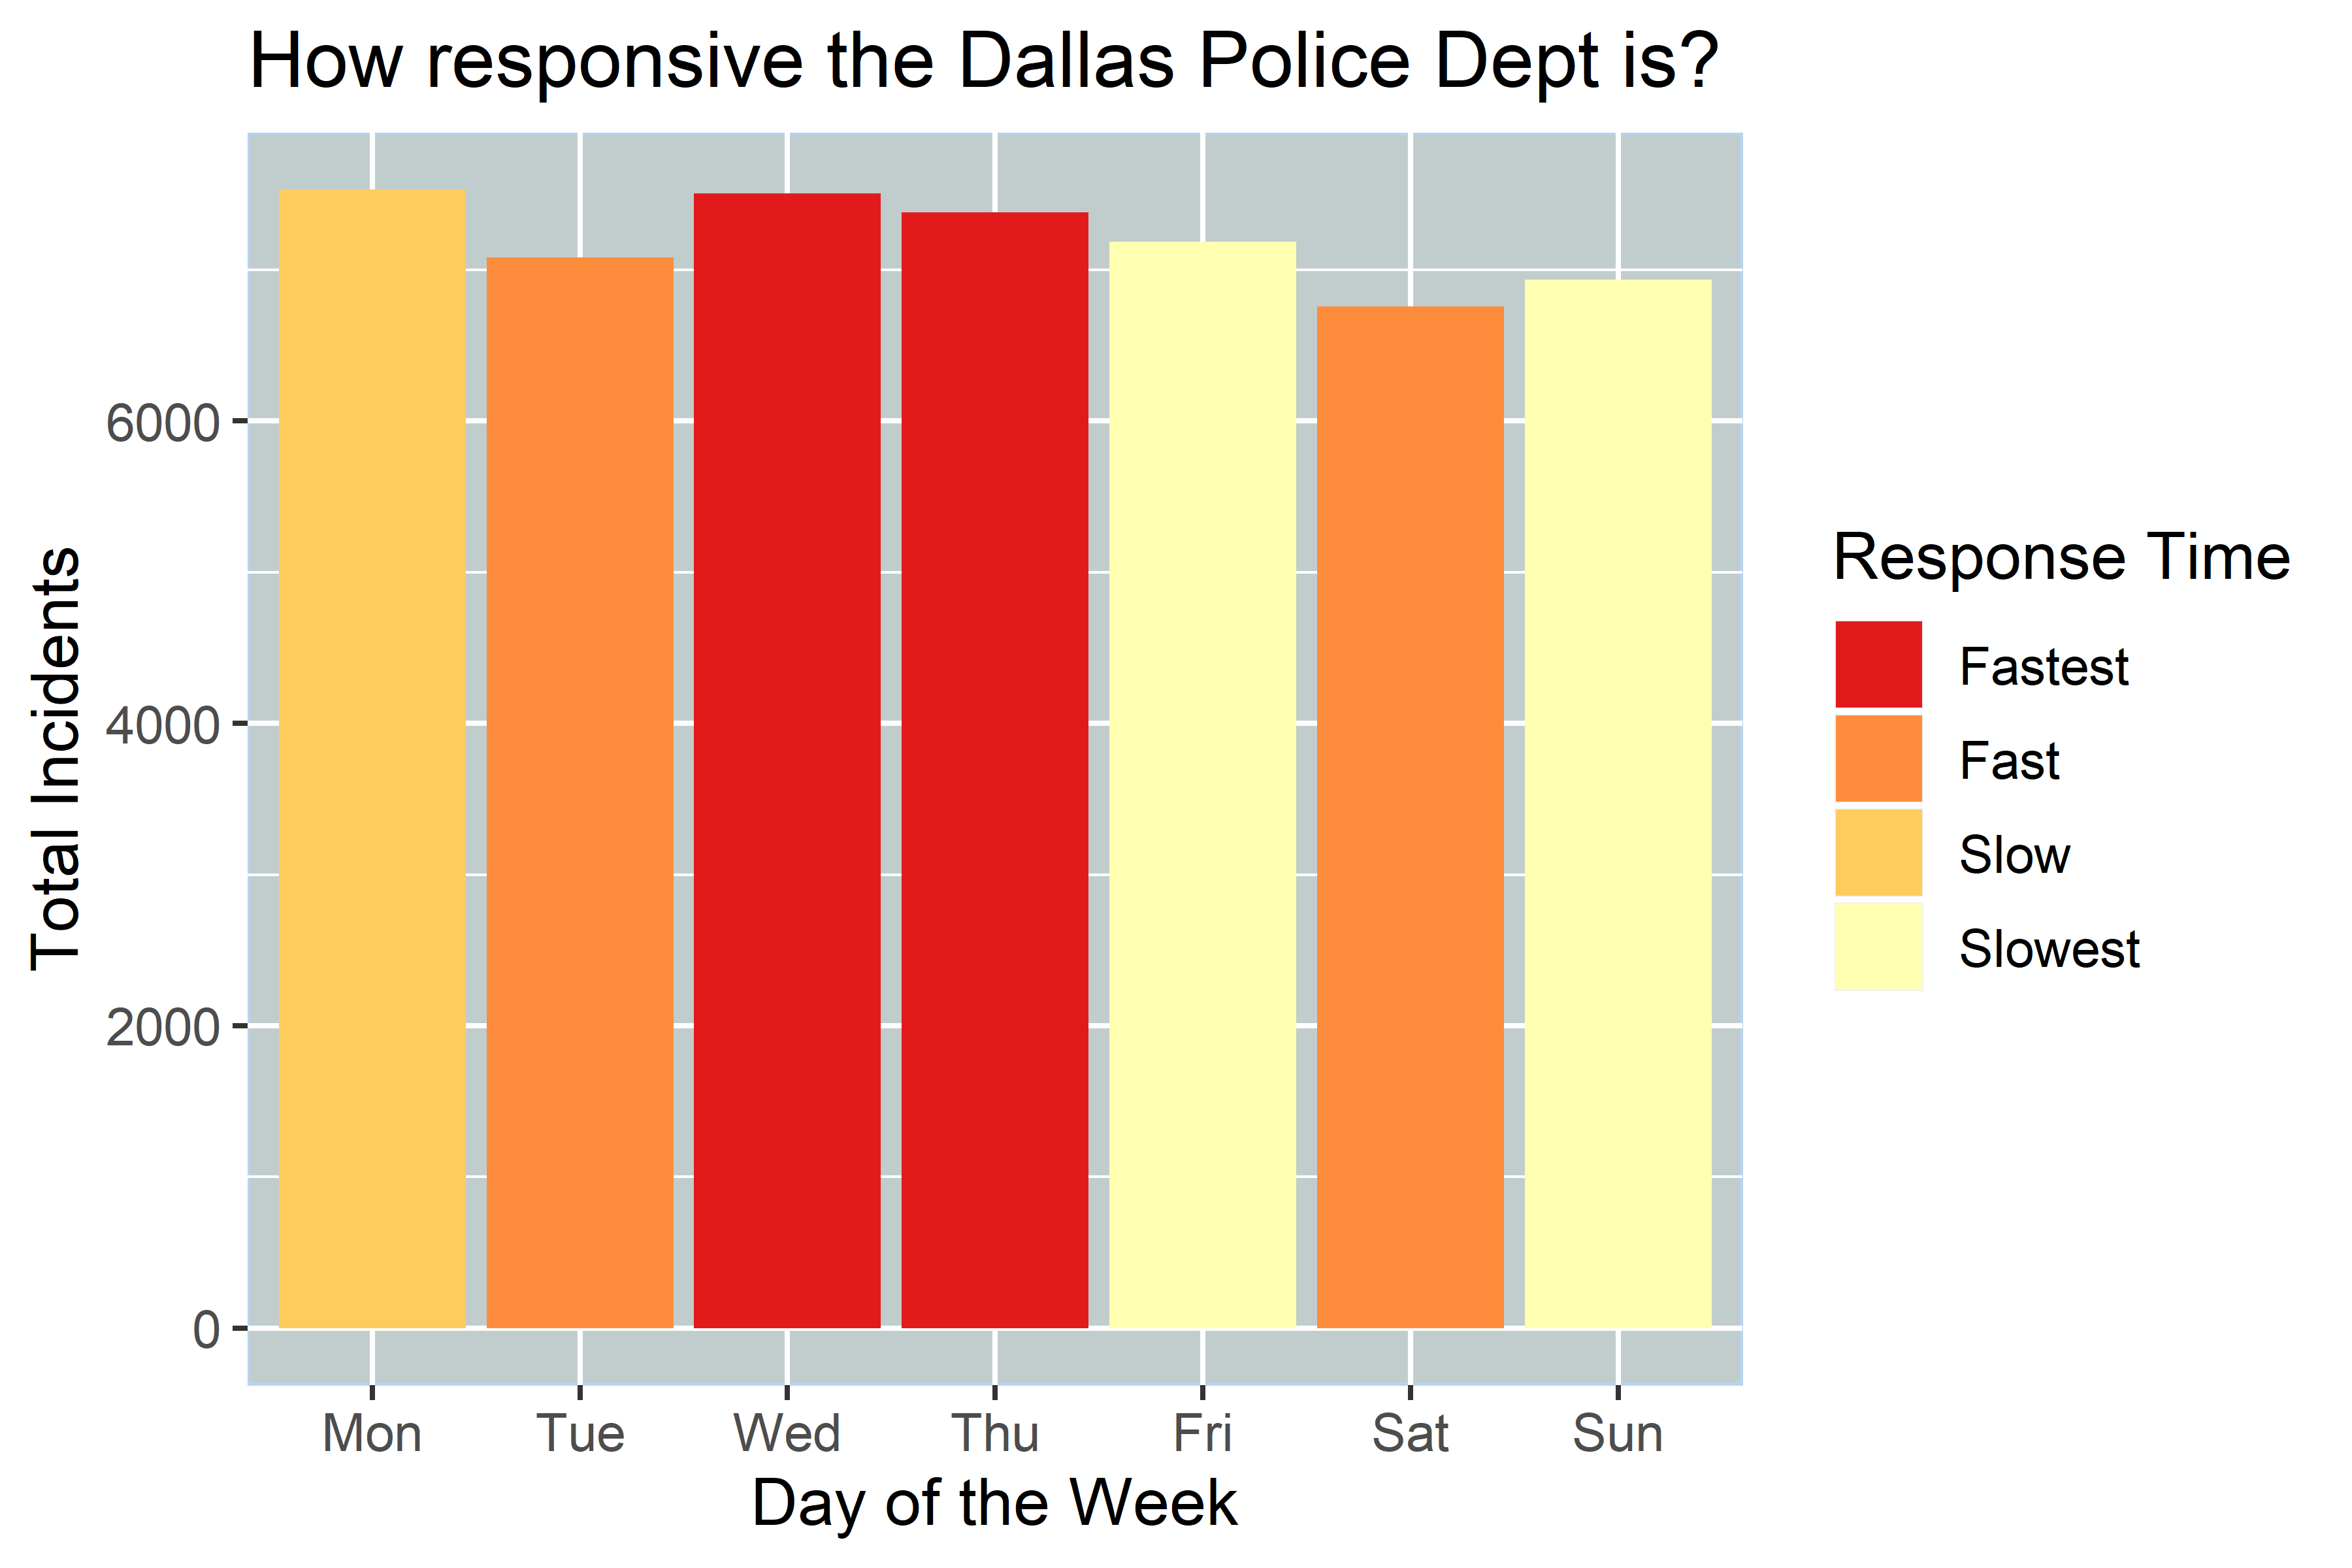 How responsive the Dallas Police Dept is?
Total Incidents
6000
4000
2000
0
Mon Tue Wed Thu Fri Sat Sun
Day of the Week
Response Time
Fastest
Fast
Slow
Slowest